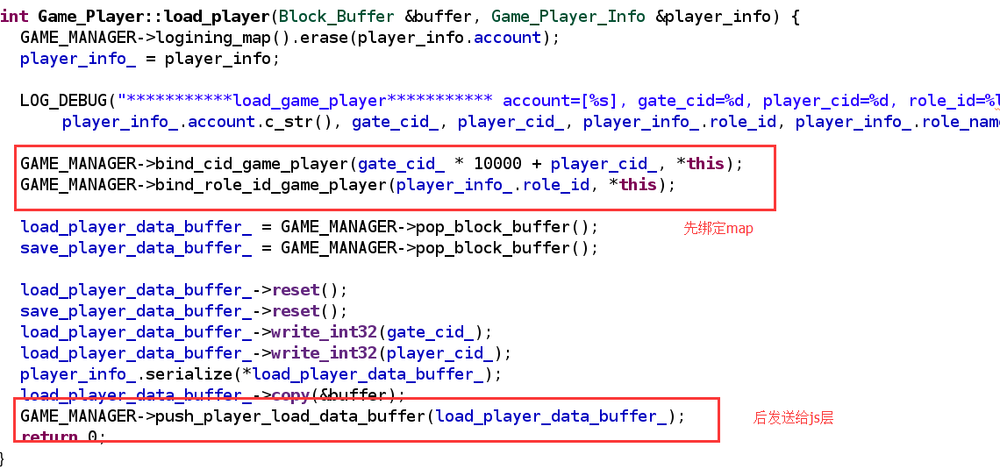 int Game_Player::load_player(Block_Buffer &buffer, Game_Player_Info &player_info) {
GAME_MANAGER->logining_map().erase(player_info.account);
player_info_ = player_info;
LOG_DEBUG("***********load_game_player*********** account=[%s], gate_cid=%d, player_cid=%d, role_id=%l
player_info_.account.c_str(), gate_cid_, player_cid_, player_info_.role_id, player_info_.role_name
GAME_MANAGER->bind_cid_game_player(gate_cid_ * 10000 + player_cid_, *this);
GAME_MANAGER->bind_role_id_game_player(player_info_.role_id, *this);
load_player_data_buffer_ = GAME_MANAGER->pop_block_buffer();
先绑定map
save_player_data_buffer_ = GAME_MANAGER->pop_block_buffer();
load_player_data_buffer_->reset();
save_player_data_buffer_->reset();
load_player_data_buffer_->write_int32(gate_cid_);
load_player_data_buffer_->write_int32(player_cid_);
player_info_.serialize(*load_player_data_buffer_);
load_player_data_buffer_->copy(&buffer);
GAME_MANAGER->push_player_load_data_buffer(load_player_data_buffer_);
后发送给js层
return 0;
}